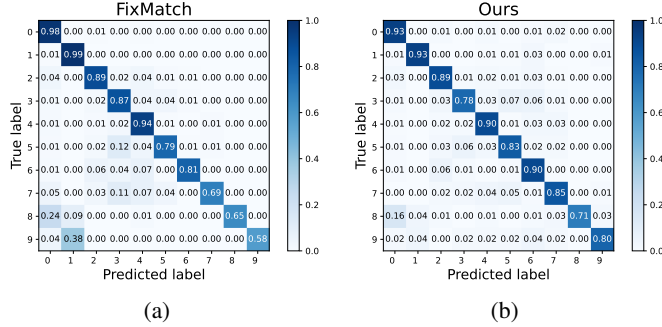 FixMatch
0 0.98 0.00 0.01 0.00 0.00 0.00 0.00 0.00 0.00 0.00
1 0.01 0.99 0.00 0.00 0.00 0.00 0.00 0.00 0.00 0.00
2 0.04 0.00 0.89 0.02 0.04 0.01 0.01 0.00 0.00 0.00
3 0.01 0.00 0.02 0.87 0.04 0.04 0.01 0.00 0.00 0.00
4 0.01 0.00 0.02 0.02 0.94 0.01 0.00 0.00 0.00 0.00
5 0.01 0.00 0.02 0.12 0.04 0.79 0.00 0.00 0.00 0.00
6 0.01 0.00 0.06 0.04 0.07 0.00 0.81 0.00 0.00 0.00
7 0.05 0.00 0.03 0.11 0.07 0.04 0.00 0.69 0.00 0.00
8 0.24 0.09 0.00 0.01 0.00 0.00 0.00 0.00 0.65 0.00
9 0.04 0.38 0.00 0.00 0.00 0.00 0.00 0.00 0.00 0.58
0 1 2 3 4 5 6 7 8 9
True label
Predicted label
1.0
0.8
0.6
0.4
0.2
0.0
(a)
Ours
0 0.93 0.00 0.02 0.01 0.01 0.00 0.00 0.01 0.01 0.00
1 0.01 0.93 0.00 0.01 0.00 0.01 0.00 0.00 0.00 0.03
2 0.03 0.00 0.89 0.01 0.02 0.01 0.03 0.01 0.00 0.00
3 0.01 0.00 0.03 0.78 0.03 0.07 0.06 0.01 0.00 0.00
4 0.01 0.00 0.02 0.01 0.90 0.01 0.03 0.02 0.00 0.00
5 0.01 0.00 0.03 0.06 0.03 0.83 0.02 0.02 0.00 0.00
6 0.01 0.00 0.06 0.01 0.01 0.00 0.90 0.00 0.00 0.00
7 0.00 0.00 0.01 0.02 0.04 0.05 0.01 0.85 0.00 0.01
8 0.16 0.04 0.01 0.01 0.00 0.00 0.01 0.03 0.71 0.03
9 0.02 0.04 0.00 0.02 0.01 0.02 0.02 0.04 0.01 0.80
0 1 2 3 4 5 6 7 8 9
True label
Predicted label
1.0
0.8
0.6
0.4
0.2
0.0
(b)